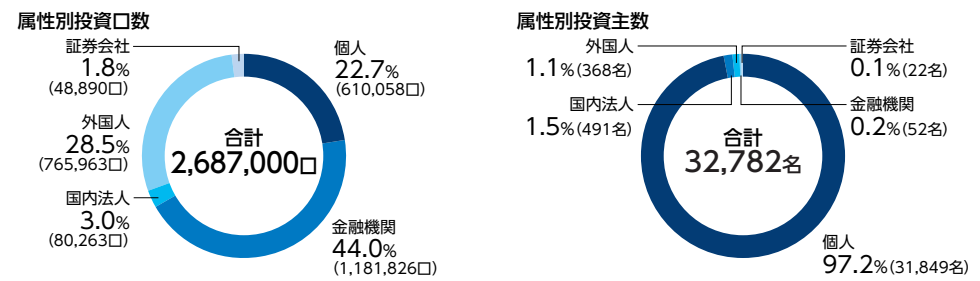 属性別投資口数
証券会社
1.8%
(48,890口)
個人
22.7%
(610,058口)
外国人
28.5%
(765,963口)
合計
2,687,000口
国内法人
3.0%
(80,263口)
金融機関
44.0%
(1,181,826口)
属性別投資主数
外国人
1.1%(368名)
証券会社
0.1%(22名)
国内法人
1.5%(491名)
金融機関
0.2%(52名)
合計
32,782名
個人
97.2%(31,849名)